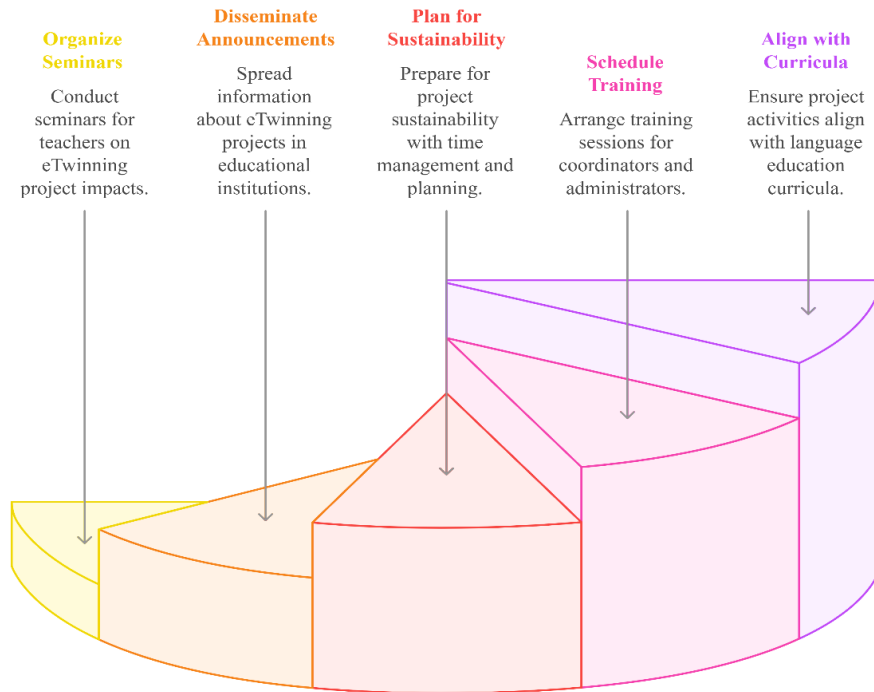 Organize
Seminars
Conduct
seminars for
teachers on
eTwinning
project impacts.
Disseminate
Announcements
Spread
information
about eTwinning
projects in
educational
institutions.
Plan for
Sustainability
Prepare for
project
sustainability
with time
management and
planning.
Schedule
Training
Arrange training
sessions for
coordinators and
administrators.
Align with
Curricula
Ensure project
activities align
with language
education
curricula.